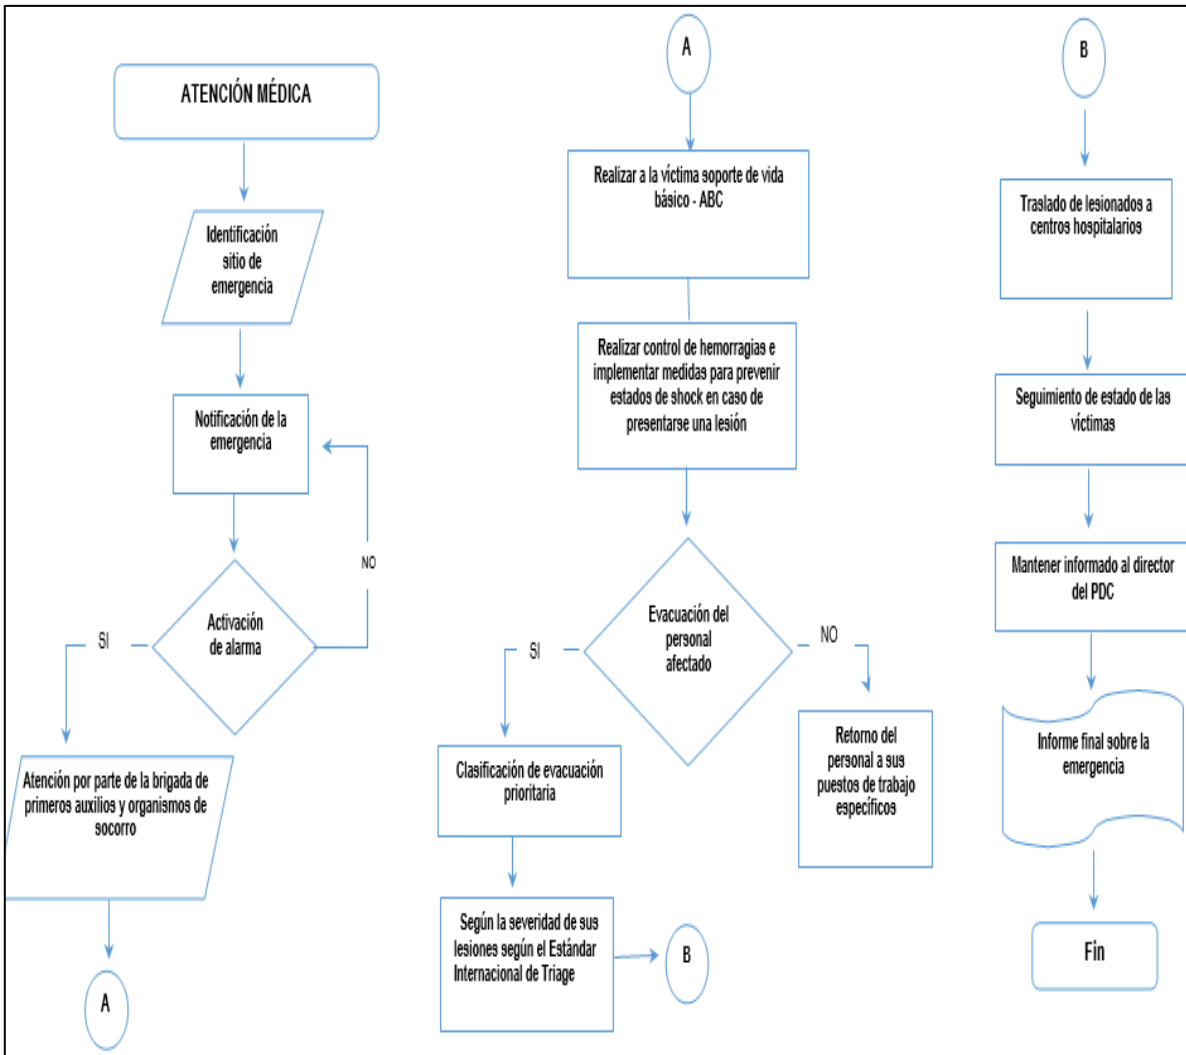 ATENCIÓN MÉDICA
Identificación
sitio de
emergencia
Notificación de la
emergencia
NO
Activación
de alarma
SI
Atención por parte de la brigada de
primeros auxilios y organismos de
socorro
A
A
Realizar a la víctima soporte de vida
básico - ABC
Realizar control de hemorragias e
implementar medidas para prevenir
estados de shock en caso de
presentarse una lesión
Evacuación del
personal
afectado
SI
NO
Clasificación de evacuación
prioritaria
Retorno del
personal a sus
puestos de trabajo
específicos
Según la severidad de sus
lesiones según el Estándar
Internacional de Triage
B
B
Traslado de lesionados a
centros hospitalarios
Seguimiento de estado de las
víctimas
Mantener informado al director
del PDC
Informe final sobre la
emergencia
Fin